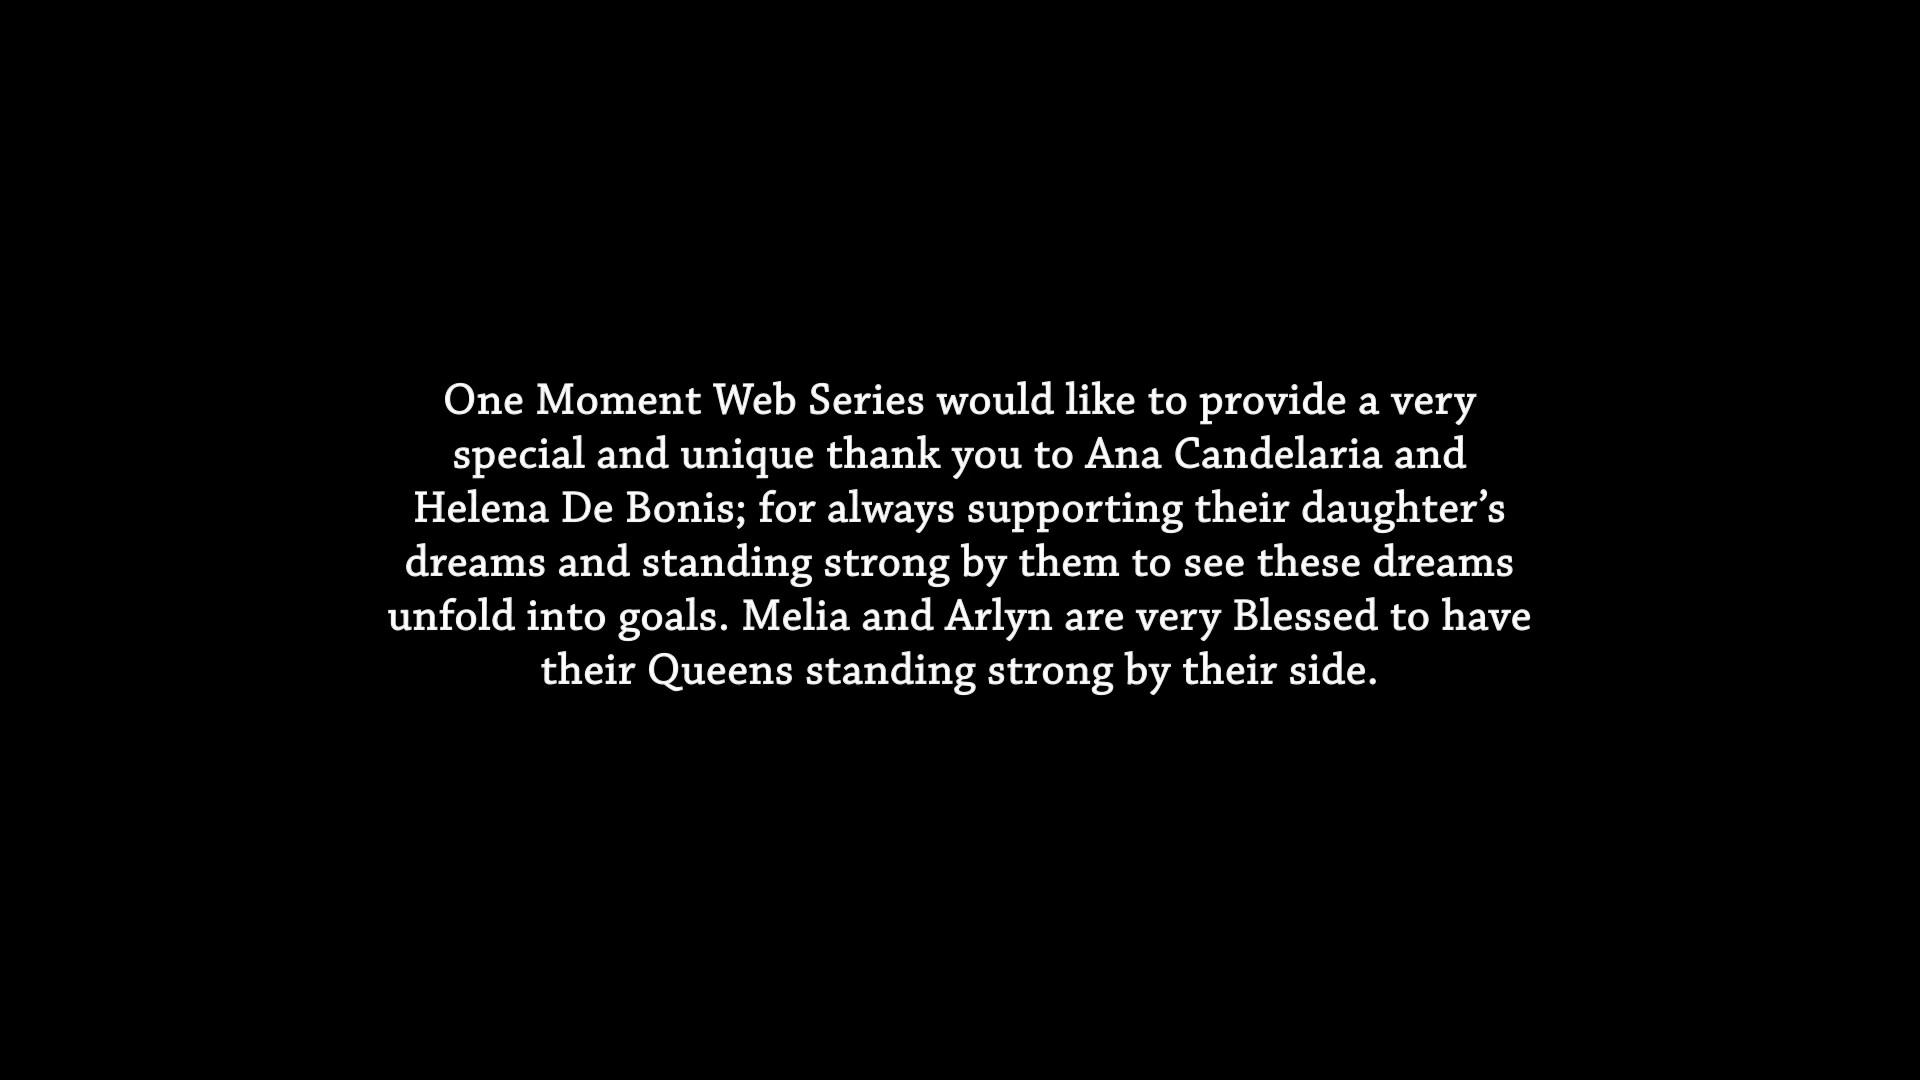 One Moment Web Series would like to provide a very
special and unique thank you to Ana Candelaria and
Helena De Bonis; for always supporting their daughter’s
dreams and standing strong by them to see these dreams
unfold into goals. Melia and Arlyn are very Blessed to have
their Queens standing strong by their side.